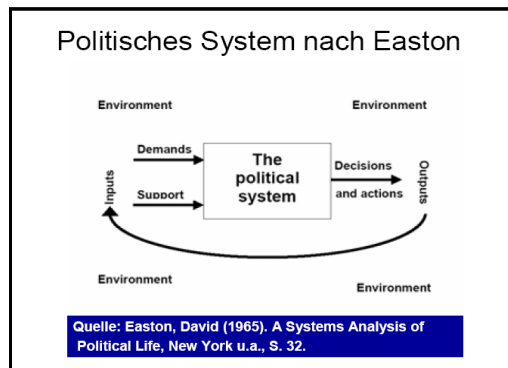 Politisches System nach Easton
Environment
Environment
Demands
Inputs
Support
The
political
system
Decisions
and actions
Outputs
Environment
Environment
Quelle: Easton, David (1965). A Systems Analysis of
Political Life, New York u.a., S. 32.